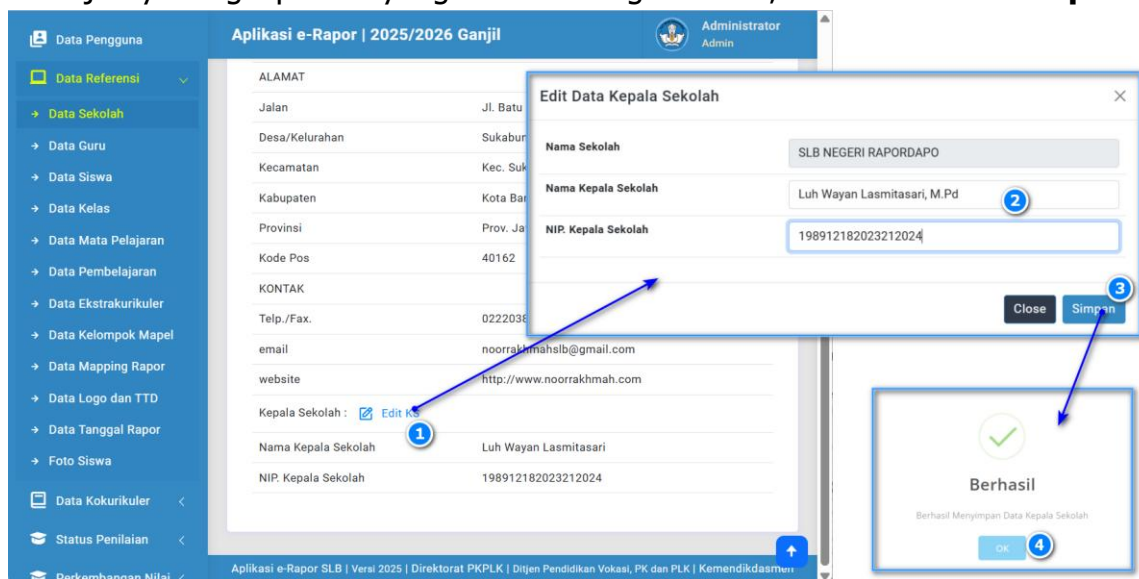 Data Pengguna
Data Referensi
Data Sekolah
Data Guru
Data Siswa
Data Kelas
Data Mata Pelajaran
Data Pembelajaran
Data Ekstrakurikuler
Data Kelompok Mapel
Data Mapping Rapor
Data Logo dan TTD
Data Tanggal Rapor
Foto Siswa
Data Kokurikuler
Status Penilaian
Perkembangan Nilai
Aplikasi e-Rapor | 2025/2026 Ganjil
Administrator
Admin
ALAMAT
Jalan Jl. Batu
Desa/Kelurahan
Kecamatan Kec.
Kabupaten Kota
Provinsi Prov.
Kode Pos 40162
KONTAK
Telp./Fax. 0222038
email noorrakhmahslb@gmail.com
website http://www.noorrakhmah.com
Kepala Sekolah : Edit KS
1
Nama Kepala Sekolah Luh Wayan Lasmitasari
NIP. Kepala Sekolah 198912182023212024
Aplikasi e-Rapor SLB | Versi 2025 | Direktorat PKPLK | Ditjen Pendidikan Vokasi, PK dan PLK | Kemendikdasmen
Edit Data Kepala Sekolah
Nama Sekolah SLB NEGERI RAPORDAPO
Nama Kepala Sekolah Luh Wayan Lasmitasari, M.Pd
2
NIP. Kepala Sekolah 198912182023212024
3
Close Simpan
Berhasil
Berhasil Menyimpan Data Kepala Sekolah
OK 4